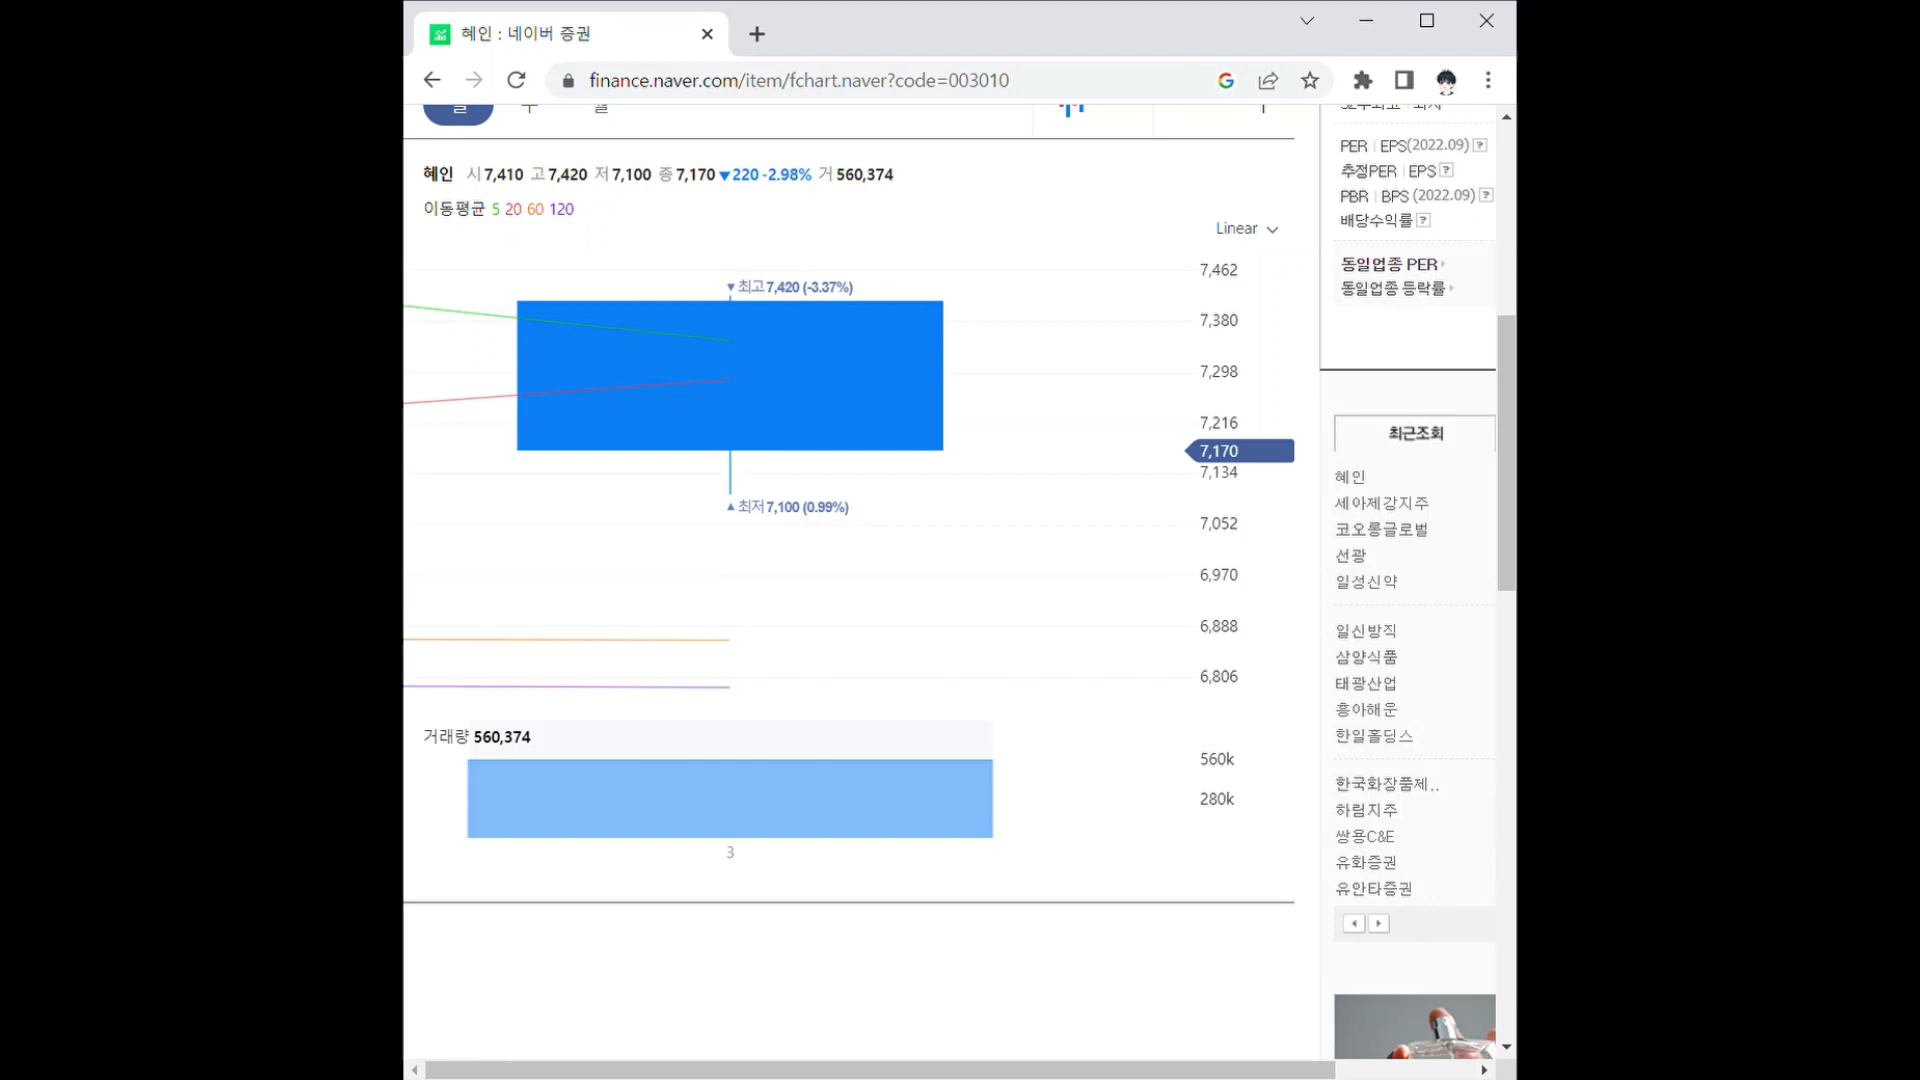 혜인 : 네이버 증권
finance.naver.com/item/fchart.naver?code=003010
일 주 월
혜인 시 7,410 고 7,420 저 7,100 종 7,170 ▼220 -2.98% 거 560,374
이동평균 5 20 60 120
Linear
▼최고 7,420 (-3.37%)
7,462
7,380
7,298
7,216
7,170
7,134
▲최저 7,100 (0.99%)
7,052
6,970
6,888
6,806
거래량 560,374
560k
280k
3
PER | EPS(2022.09) ?
추정PER | EPS ?
PBR | BPS (2022.09) ?
배당수익률 ?
동일업종 PER
동일업종 등락률
최근조회
혜인
세아제강지주
코오롱글로벌
선광
일성신약
일신방직
삼양식품
태광산업
흥아해운
한일홀딩스
한국화장품제..
하림지주
쌍용C&E
유화증권
유안타증권